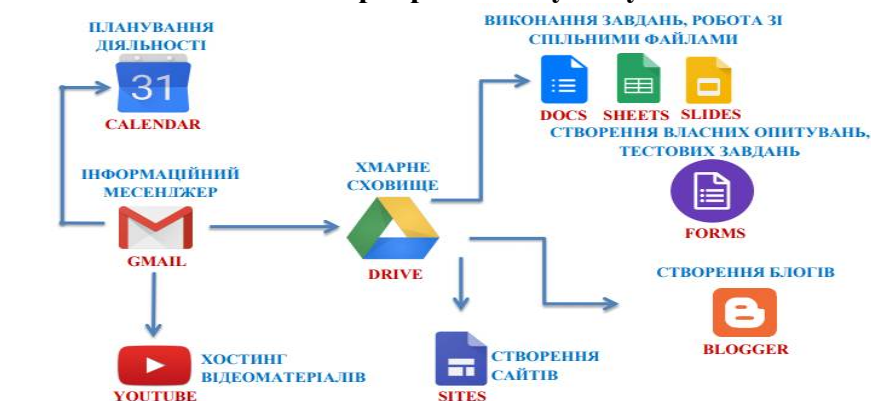 ПЛАНУВАННЯ
ДІЯЛЬНОСТІ
31
CALENDAR
ВИКОНАННЯ ЗАВДАНЬ, РОБОТА ЗІ
СПІЛЬНИМИ ФАЙЛАМИ
DOCS SHEETS SLIDES
СТВОРЕННЯ ВЛАСНИХ ОПИТУВАНЬ,
ТЕСТОВИХ ЗАВДАНЬ
FORMS
ІНФОРМАЦІЙНИЙ
МЕСЕНДЖЕР
GMAIL
ХМАРНЕ
СХОВИЩЕ
DRIVE
СТВОРЕННЯ БЛОГІВ
BLOGGER
ХОСТИНГ
ВІДЕОМАТЕРІАЛІВ
YOUTUBE
СТВОРЕННЯ
САЙТІВ
SITES